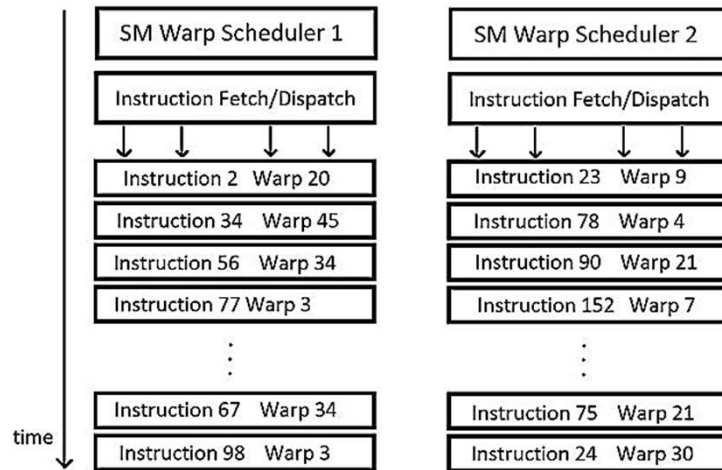 SM Warp Scheduler 1
Instruction Fetch/Dispatch
Instruction 2 Warp 20
Instruction 34 Warp 45
Instruction 56 Warp 34
Instruction 77 Warp 3
Instruction 67 Warp 34
Instruction 98 Warp 3
SM Warp Scheduler 2
Instruction Fetch/Dispatch
Instruction 23 Warp 9
Instruction 78 Warp 4
Instruction 90 Warp 21
Instruction 152 Warp 7
Instruction 75 Warp 21
Instruction 24 Warp 30
time